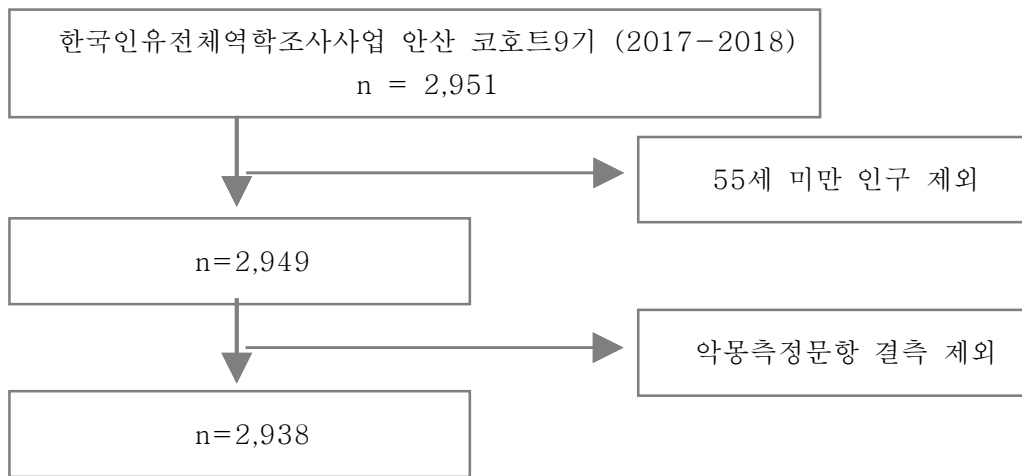 한국인유전체역학조사사업 안산 코호트9기 (2017-2018)
n = 2,951
55세 미만 인구 제외
n=2,949
악몽측정문항 결측 제외
n=2,938